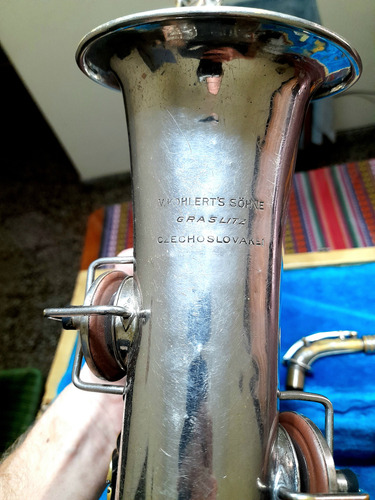 V. KOHLERT'S SÖHNE
GRASLITZ
CZECHOSLOVAKIA